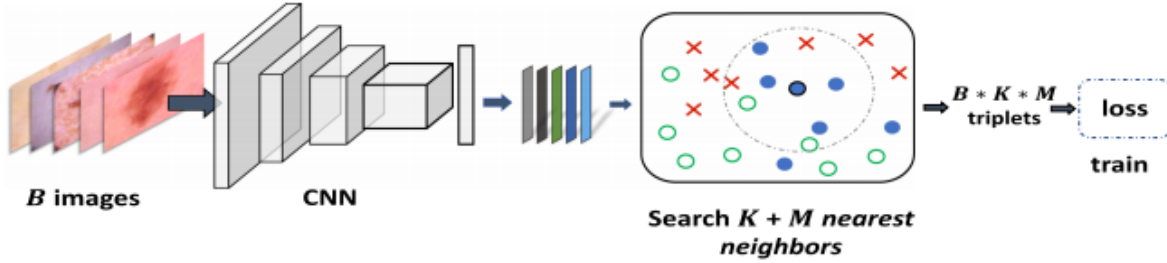 B images
CNN
Search K + M nearest
neighbors
B * K * M
triplets
loss
train